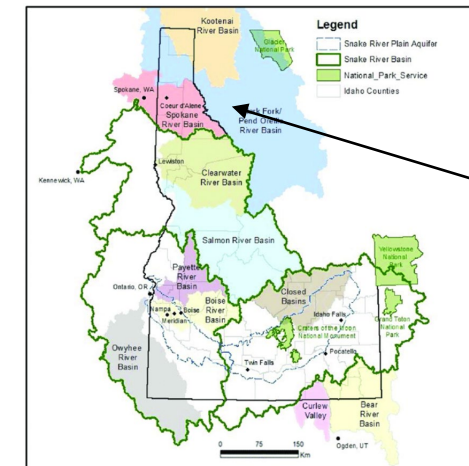 Kootenai
River Basin
Glacier
National Park
Legend
Snake River Plain Aquifer
Snake River Basin
National_Park_Service
Idaho Counties
Spokane, WA
Coeur d'Alene
Spokane
River Basin
Fork/
Pend Oreille
River Basin
Lewiston
Kennewick, WA
Clearwater
River Basin
Salmon River Basin
Yellowstone
National
Park
Payette
River
Basin
Ontario, OR
Boise
River
Basin
Nampa
Boise
Meridian
Closed
Basins
Idaho Falls
Grand Teton
National
Park
Craters of the Moon
National Monument
Pocatello
Twin Falls
Owyhee
River
Basin
Curlew
Valley
Bear
River
Basin
Ogden, UT
0 75 150
Km